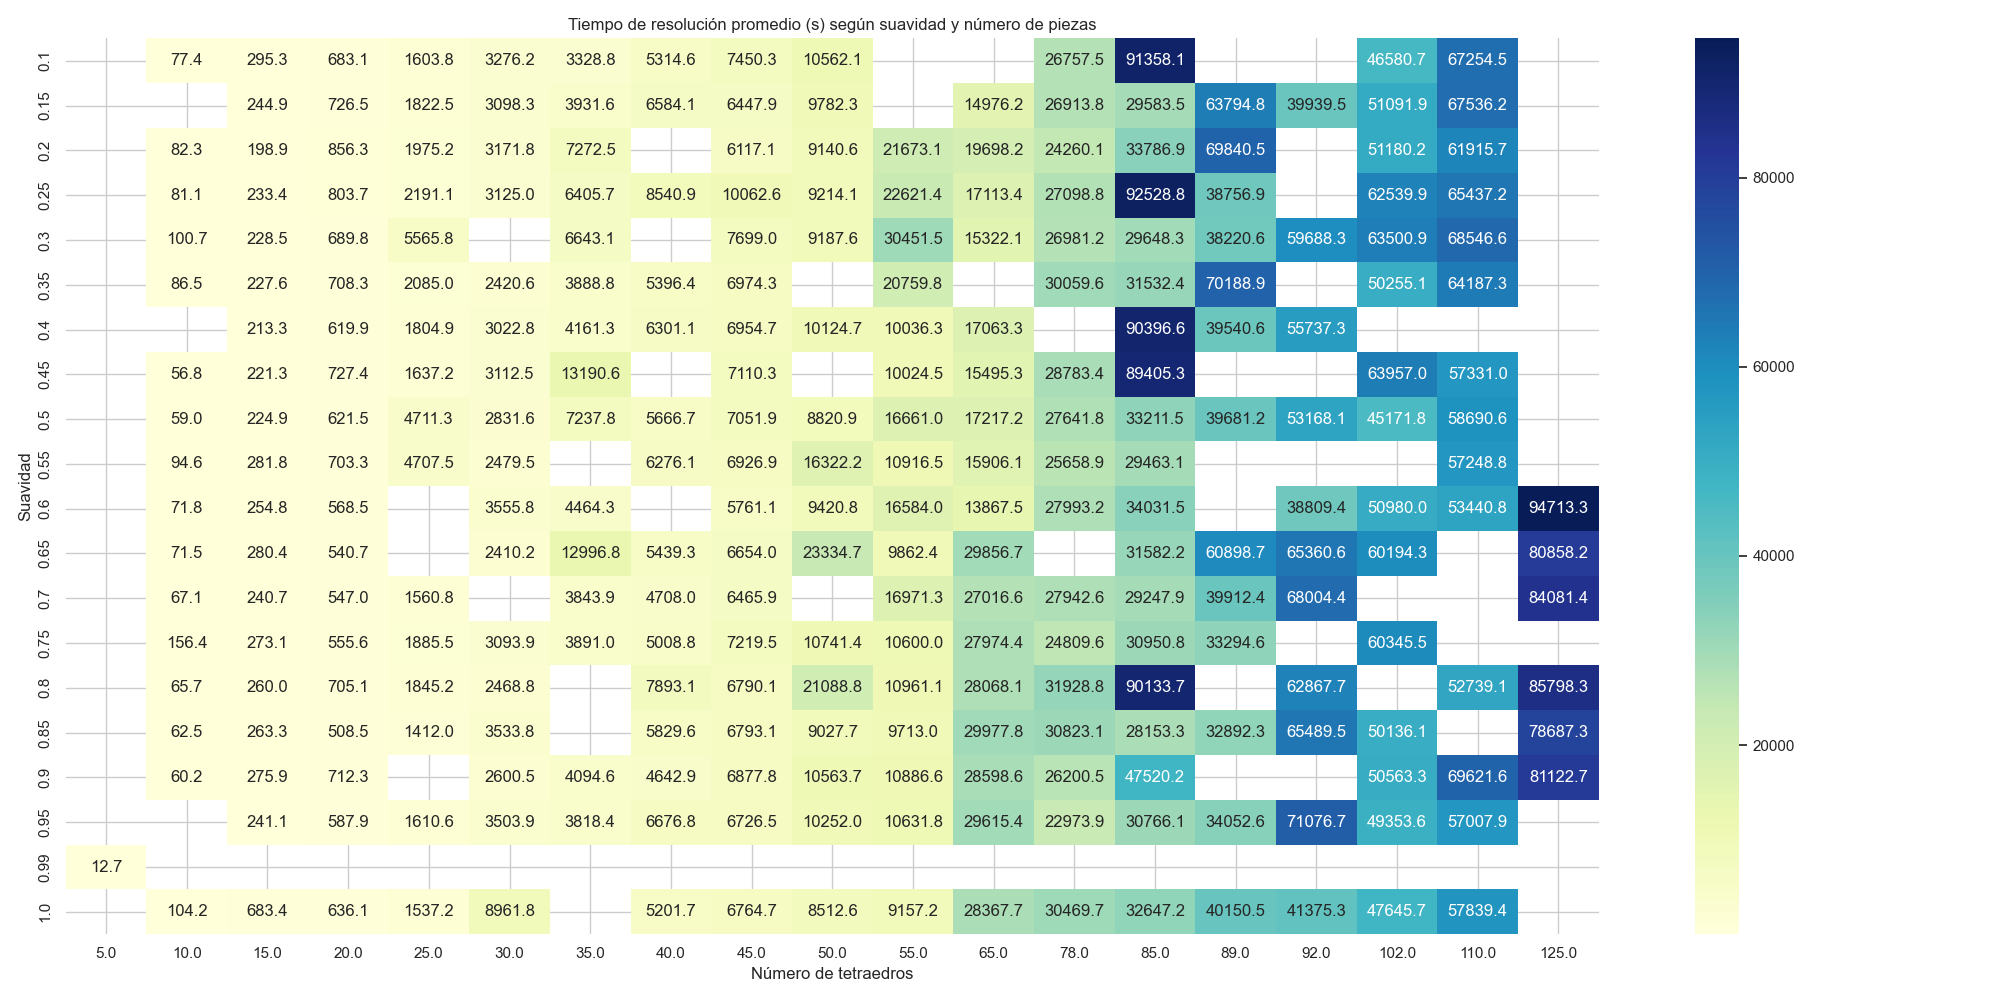 Tiempo de resolución promedio (s) según suavidad y número de piezas
0.1 77.4 295.3 683.1 1603.8 3276.2 3328.8 5314.6 7450.3 10562.1 26757.5 91358.1 46580.7 67254.5
0.15 244.9 726.5 1822.5 3098.3 3931.6 6584.1 6447.9 9782.3 14976.2 26913.8 29583.5 63794.8 39939.5 51091.9 67536.2
0.2 82.3 198.9 856.3 1975.2 3171.8 7272.5 6117.1 9140.6 21673.1 19698.2 24260.1 33786.9 69840.5 51180.2 61915.7
0.25 81.1 233.4 803.7 2191.1 3125.0 6405.7 8540.9 10062.6 9214.1 22621.4 17113.4 27098.8 92528.8 38756.9 62539.9 65437.2
80000
0.3 100.7 228.5 689.8 5565.8 6643.1 7699.0 9187.6 30451.5 15322.1 26981.2 29648.3 38220.6 59688.3 63500.9 68546.6
0.35 86.5 227.6 708.3 2085.0 2420.6 3888.8 5396.4 6974.3 20759.8 30059.6 31532.4 70188.9 50255.1 64187.3
0.4 213.3 619.9 1804.9 3022.8 4161.3 6301.1 6954.7 10124.7 10036.3 17063.3 90396.6 39540.6 55737.3
60000
0.45 56.8 221.3 727.4 1637.2 3112.5 13190.6 7110.3 10024.5 15495.3 28783.4 89405.3 63957.0 57331.0
0.5 59.0 224.9 621.5 4711.3 2831.6 7237.8 5666.7 7051.9 8820.9 16661.0 17217.2 27641.8 33211.5 39681.2 53168.1 45171.8 58690.6
Suavidad
0.55 94.6 281.8 703.3 4707.5 2479.5 6276.1 6926.9 16322.2 10916.5 15906.1 25658.9 29463.1 57248.8
0.6 71.8 254.8 568.5 3555.8 4464.3 5761.1 9420.8 16584.0 13867.5 27993.2 34031.5 38809.4 50980.0 53440.8 94713.3
0.65 71.5 280.4 540.7 2410.2 12996.8 5439.3 6654.0 23334.7 9862.4 29856.7 31582.2 60898.7 65360.6 60194.3 80858.2
40000
0.7 67.1 240.7 547.0 1560.8 3843.9 4708.0 6465.9 16971.3 27016.6 27942.6 29247.9 39912.4 68004.4 84081.4
0.75 156.4 273.1 555.6 1885.5 3093.9 3891.0 5008.8 7219.5 10741.4 10600.0 27974.4 24809.6 30950.8 33294.6 60345.5
0.8 65.7 260.0 705.1 1845.2 2468.8 7893.1 6790.1 21088.8 10961.1 28068.1 31928.8 90133.7 62867.7 52739.1 85798.3
0.85 62.5 263.3 508.5 1412.0 3533.8 5829.6 6793.1 9027.7 9713.0 29977.8 30823.1 28153.3 32892.3 65489.5 50136.1 78687.3
20000
0.9 60.2 275.9 712.3 2600.5 4094.6 4642.9 6877.8 10563.7 10886.6 28598.6 26200.5 47520.2 50563.3 69621.6 81122.7
0.95 241.1 587.9 1610.6 3503.9 3818.4 6676.8 6726.5 10252.0 10631.8 29615.4 22973.9 30766.1 34052.6 71076.7 49353.6 57007.9
0.99 12.7
1.0 104.2 683.4 636.1 1537.2 8961.8 5201.7 6764.7 8512.6 9157.2 28367.7 30469.7 32647.2 40150.5 41375.3 47645.7 57839.4
5.0 10.0 15.0 20.0 25.0 30.0 35.0 40.0 45.0 50.0 55.0 65.0 78.0 85.0 89.0 92.0 102.0 110.0 125.0
Número de tetraedros